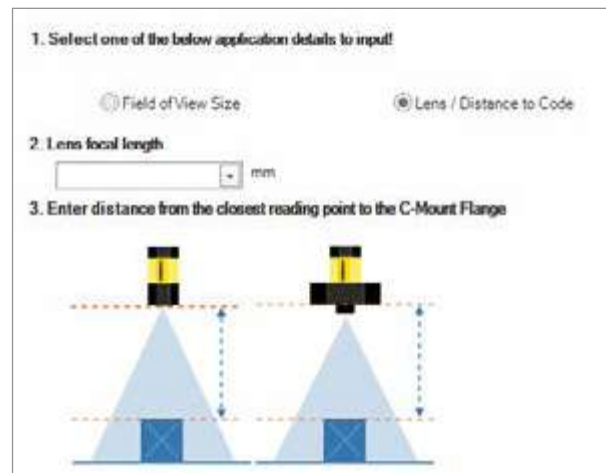 1. Select one of the below application details to input!
Field of View Size
Lens / Distance to Code
2. Lens focal length
mm
3. Enter distance from the closest reading point to the C-Mount Flange